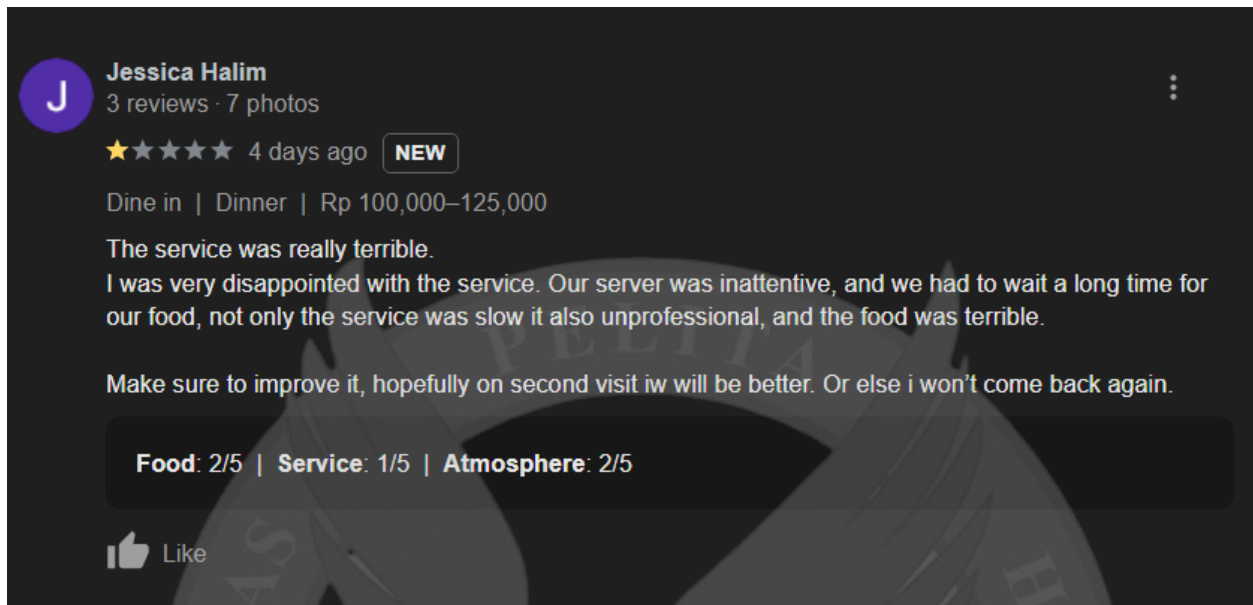 J
Jessica Halim
3 reviews · 7 photos
4 days ago NEW
Dine in | Dinner | Rp 100,000–125,000
The service was really terrible.
I was very disappointed with the service. Our server was inattentive, and we had to wait a long time for
our food, not only the service was slow it also unprofessional, and the food was terrible.
PELITA
Make sure to improve it, hopefully on second visit iw will be better. Or else i won’t come back again.
Food: 2/5 | Service: 1/5 | Atmosphere: 2/5
Like
AS
H